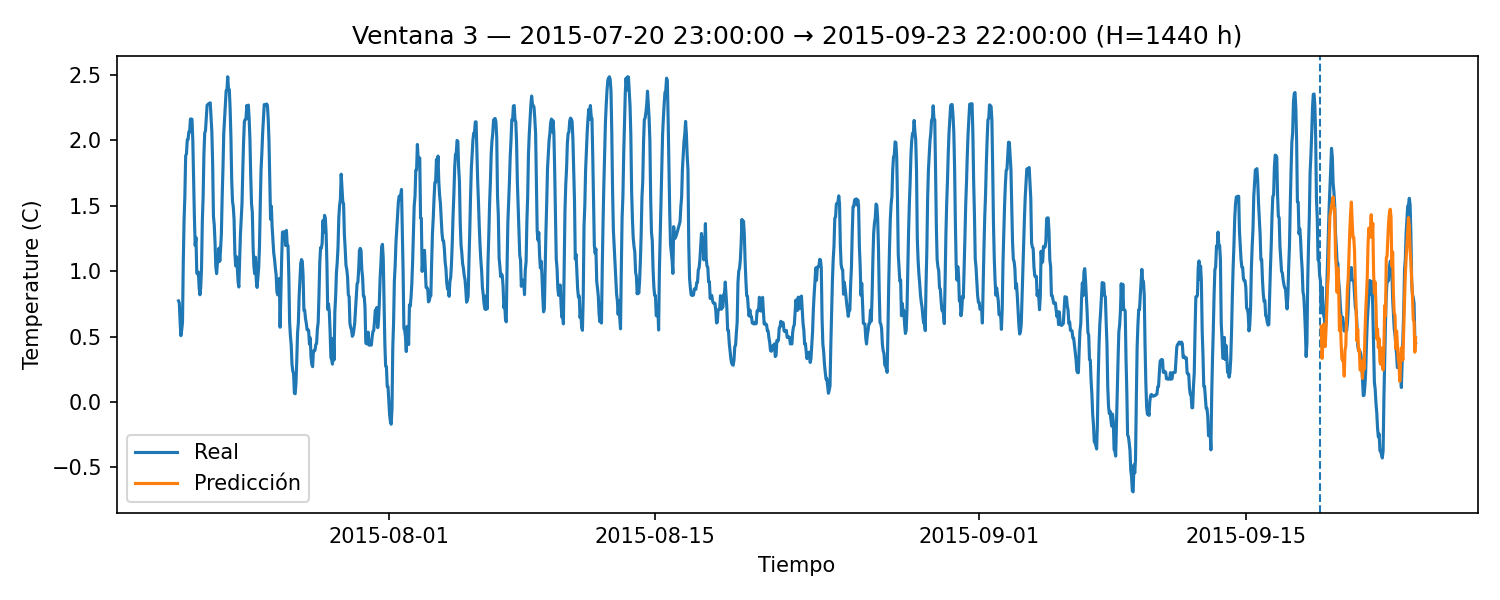 Ventana 3 — 2015-07-20 23:00:00 → 2015-09-23 22:00:00 (H=1440 h)
Temperature (C)
2.5
2.0
1.5
1.0
0.5
0.0
−0.5
Real
Predicción
2015-08-01
2015-08-15
2015-09-01
2015-09-15
Tiempo